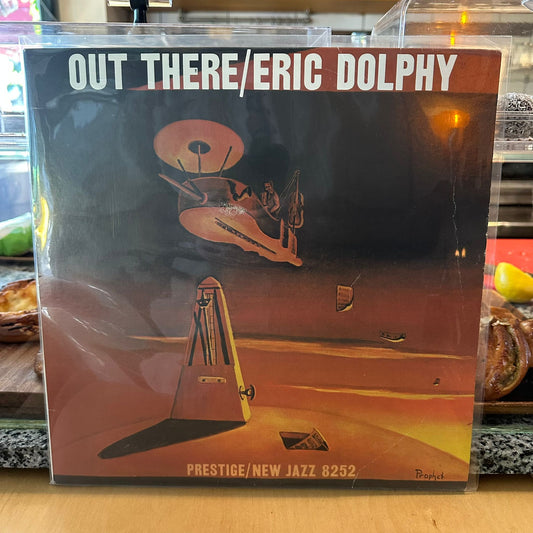 OUT THERE/ERIC DOLPHY
PRESTIGE/NEW JAZZ 8252
Prophet